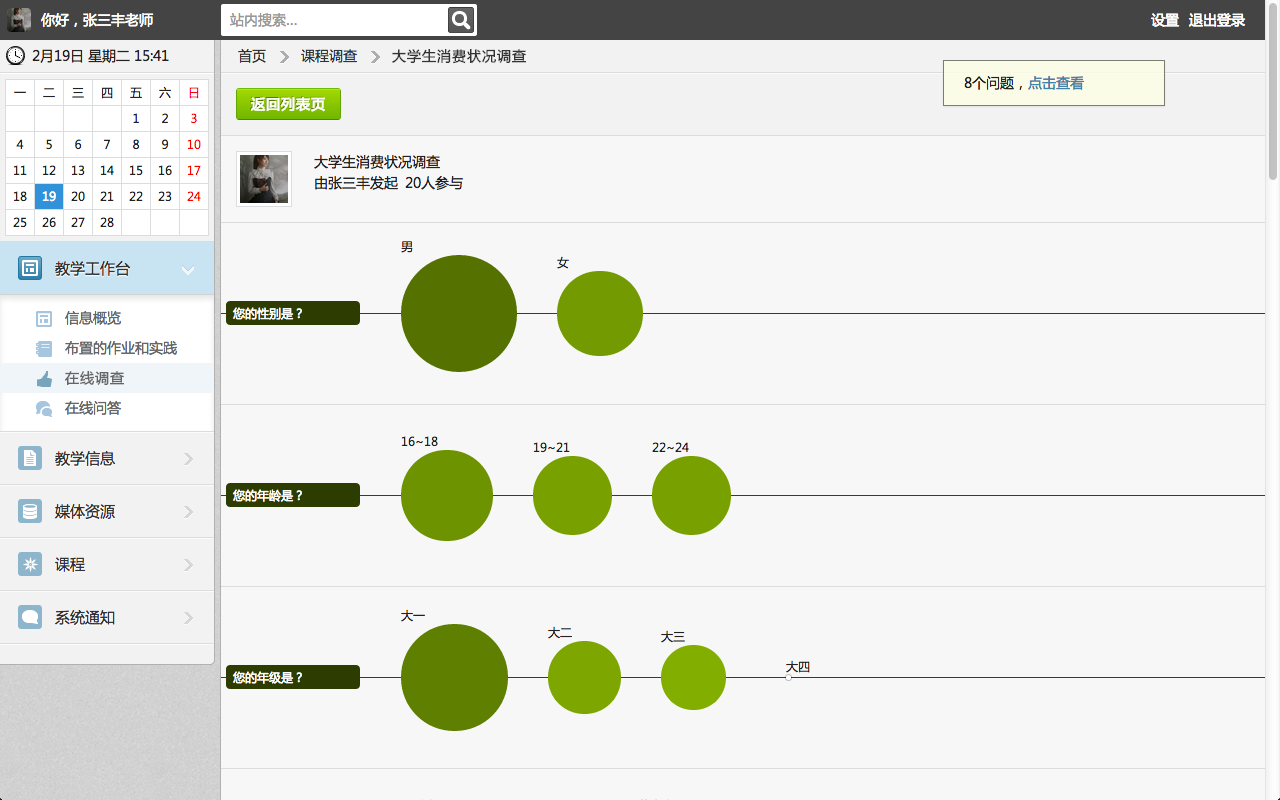 你好，张三丰老师
站内搜索...
设置 退出登录
2月19日 星期二 15:41
一 二 三 四 五 六 日
1 2 3
4 5 6 7 8 9 10
11 12 13 14 15 16 17
18 19 20 21 22 23 24
25 26 27 28
教学工作台
信息概览
布置的作业和实践
在线调查
在线问答
教学信息
媒体资源
课程
系统通知
首页 课程调查 大学生消费状况调查
8个问题，点击查看
返回列表页
大学生消费状况调查
由张三丰发起 20人参与
您的性别是？
男
女
您的年龄是？
16~18
19~21
22~24
您的年级是？
大一
大二
大三
大四